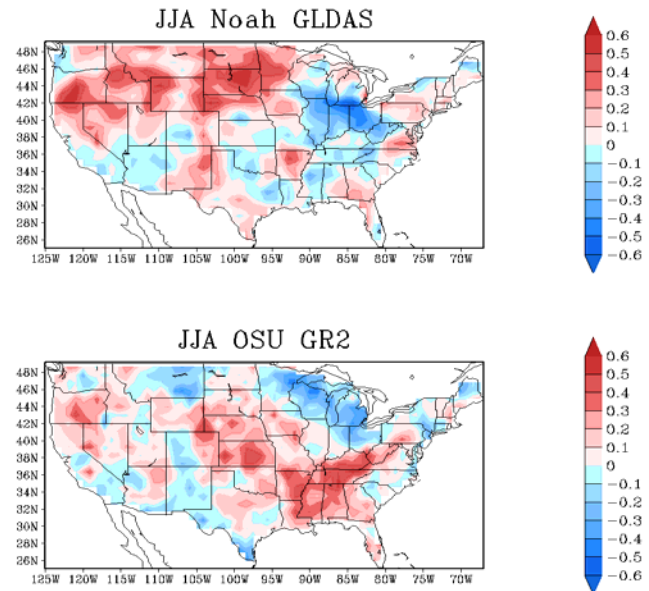 JJA Noah GLDAS
48N
46N
44N
42N
40N
38N
36N
34N
32N
30N
28N
26N
125W 120W 115W 110W 105W 100W 95W 90W 85W 80W 75W 70W
0.6
0.5
0.4
0.3
0.2
0.1
0
-0.1
-0.2
-0.3
-0.4
-0.5
-0.6
JJA OSU GR2
48N
46N
44N
42N
40N
38N
36N
34N
32N
30N
28N
26N
125W 120W 115W 110W 105W 100W 95W 90W 85W 80W 75W 70W
0.6
0.5
0.4
0.3
0.2
0.1
0
-0.1
-0.2
-0.3
-0.4
-0.5
-0.6